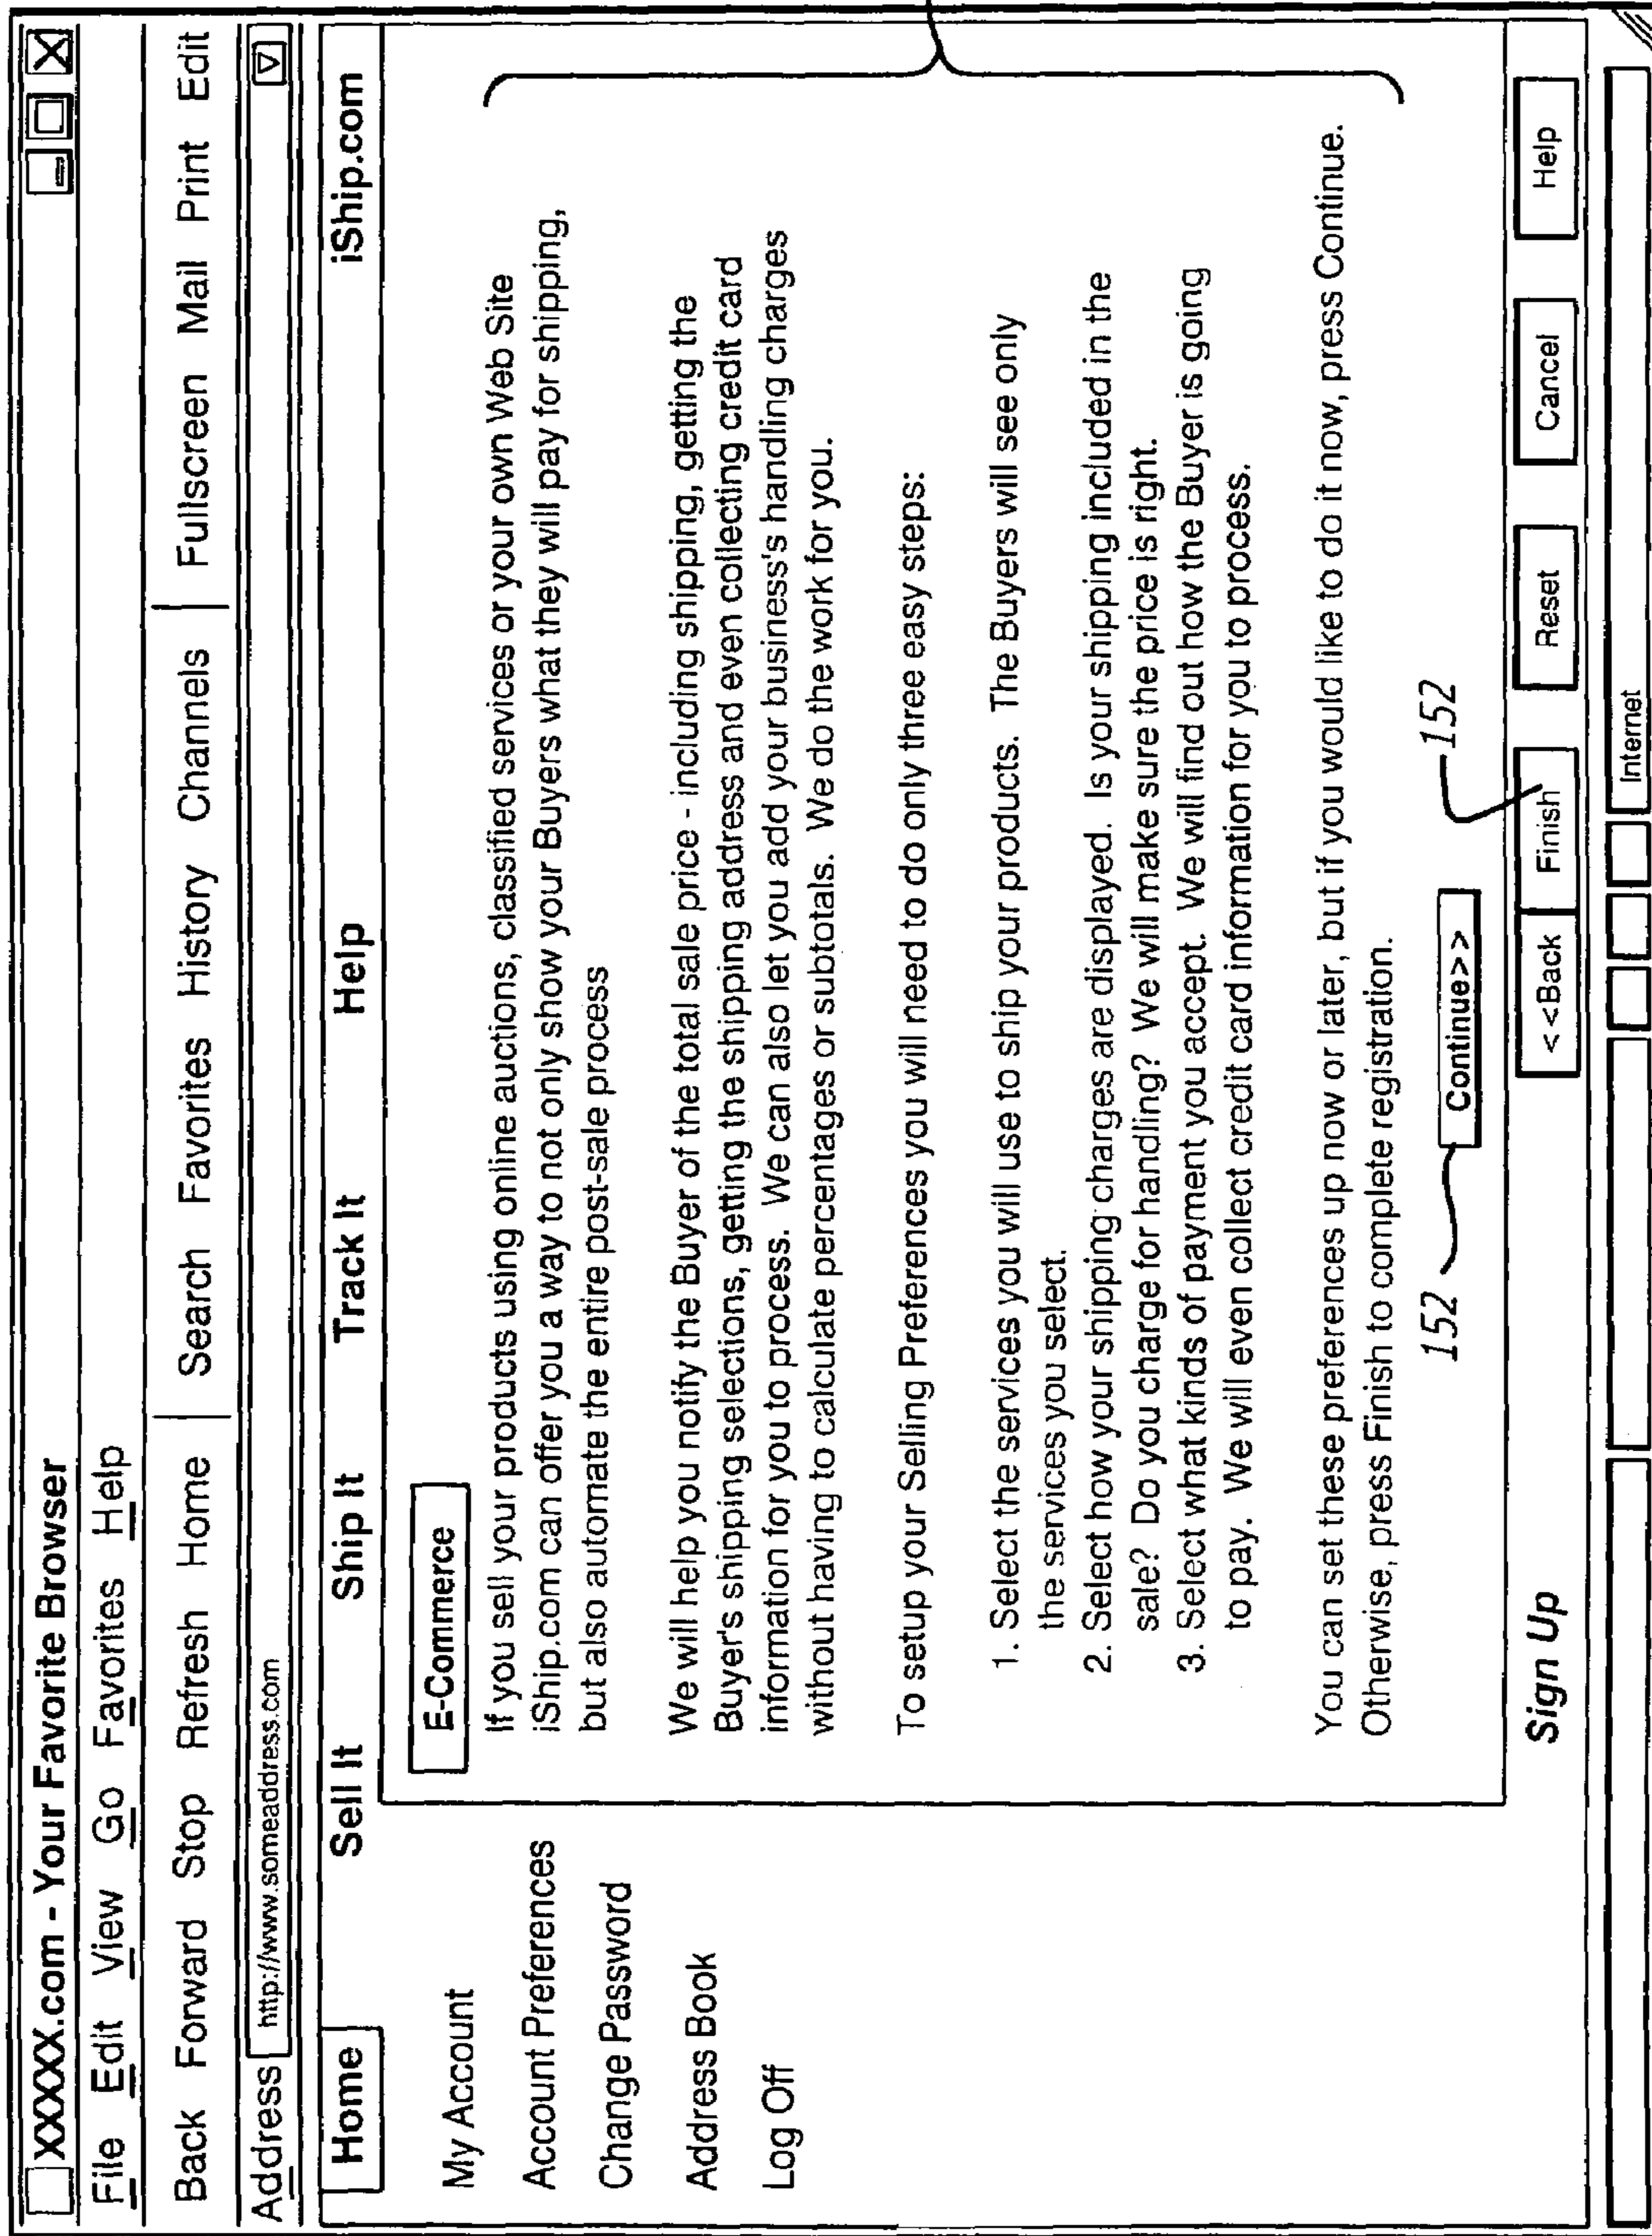 XXXXX.com - Your Favorite Browser
File Edit View Go Favorites Help
Back Forward Stop Refresh Home Search Favorites History Channels Fullscreen Mail Print Edit
Address http://www.someaddress.com
Home Sell It Ship It Track It Help iShip.com
My Account
Account Preferences
Change Password
Address Book
Log Off
E-Commerce
If you sell your products using online auctions, classified services or your own Web Site
iShip.com can offer you a way to not only show your Buyers what they will pay for shipping,
but also automate the entire post-sale process
We will help you notify the Buyer of the total sale price - including shipping, getting the
Buyer's shipping selections, getting the shipping address and even collecting credit card
information for you to process. We can also let you add your business's handling charges
without having to calculate percentages or subtotals. We do the work for you.
To setup your Selling Preferences you will need to do only three easy steps:
1. Select the services you will use to ship your products. The Buyers will see only
the services you select.
2. Select how your shipping charges are displayed. Is your shipping included in the
sale? Do you charge for handling? We will make sure the price is right.
3. Select what kinds of payment you accept. We will find out how the Buyer is going
to pay. We will even collect credit card information for you to process.
You can set these preferences up now or later, but if you would like to do it now, press Continue.
Otherwise, press Finish to complete registration.
152 Continue>> 152
Sign Up <<Back Finish Reset Cancel Help
Internet